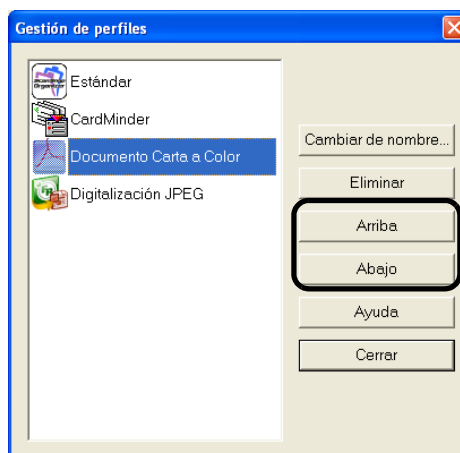 Gestión de perfiles
Estándar
CardMinder
Documento Carta a Color
Digitalización JPEG
Cambiar de nombre...
Eliminar
Arriba
Abajo
Ayuda
Cerrar